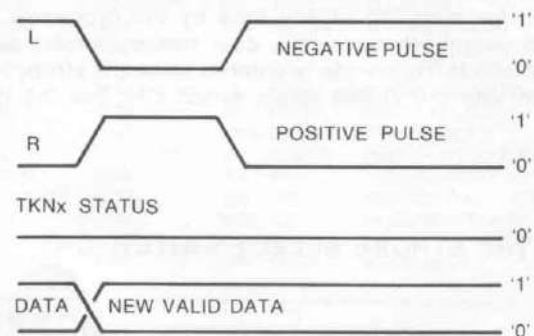 L
'1'
NEGATIVE PULSE
'0'
'1'
R
POSITIVE PULSE
'0'
TKNx STATUS
'0'
'1'
DATA NEW VALID DATA
'0'